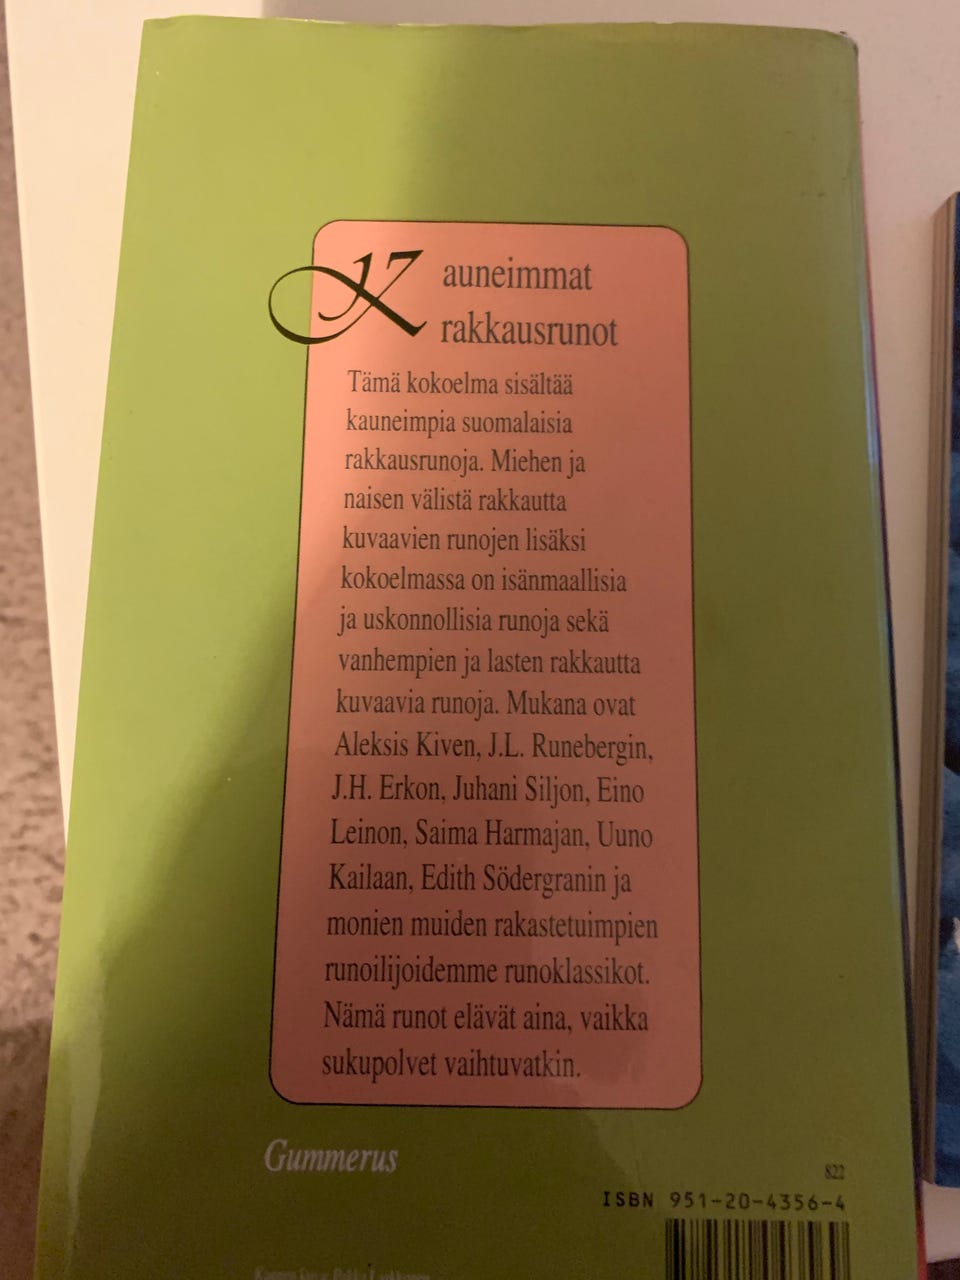 Kauneimmat
rakkausrunot
Tämä kokoelma sisältää
kauneimpia suomalaisia
rakkausrunoja. Miehen ja
naisen välistä rakkautta
kuvaavien runojen lisäksi
kokoelmassa on isänmaallisia
ja uskonnollisia runoja sekä
vanhempien ja lasten rakkautta
kuvaavia runoja. Mukana ovat
Aleksis Kiven, J.L. Runebergin,
J.H. Erkon, Juhani Siljon, Eino
Leinon, Saima Harmajan, Uuno
Kailaan, Edith Södergranin ja
monien muiden rakastetuimpien
runoilijoidemme runoklassikot.
Nämä runot elävät aina, vaikka
sukupolvet vaihtuvatkin.
Gummerus
822
ISBN 951-20-4356-4